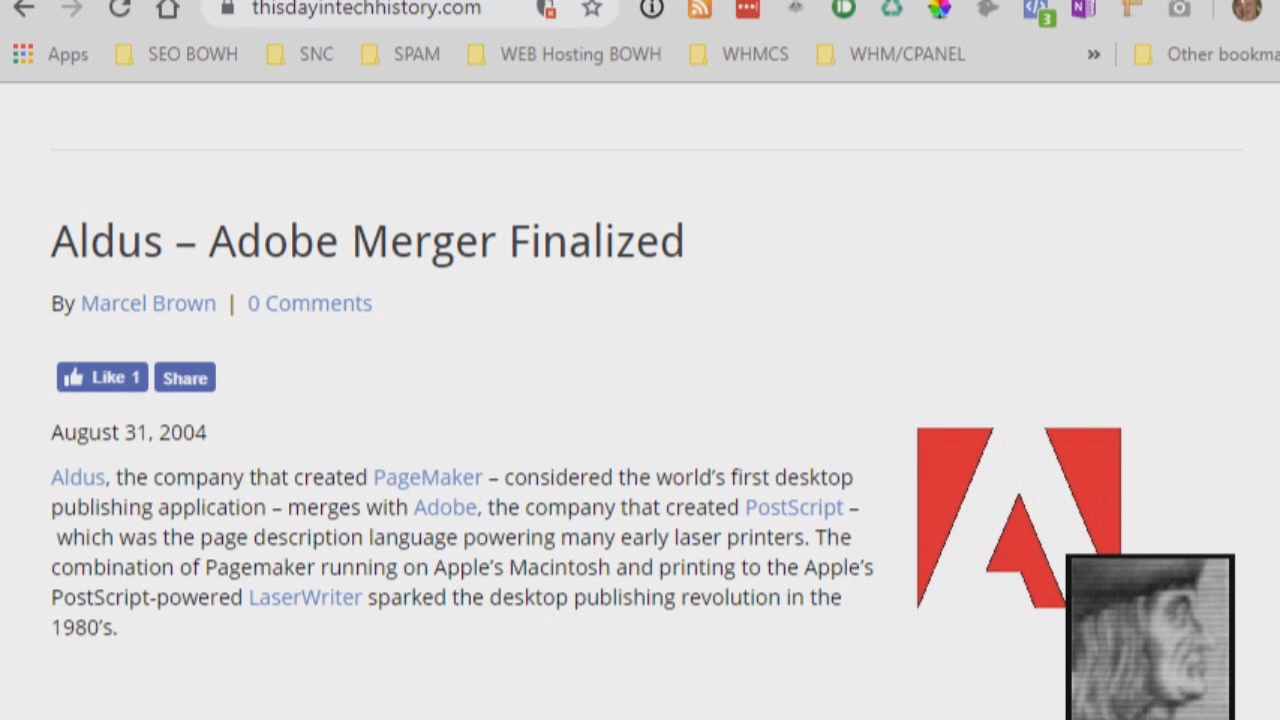 thisdayintechhistory.com
3
Apps SEO BOWH SNC SPAM WEB Hosting BOWH WHMCS WHM/CPANEL » Other bookma
Aldus – Adobe Merger Finalized
By Marcel Brown | 0 Comments
Like 1 Share
August 31, 2004
Aldus, the company that created PageMaker – considered the world's first desktop
publishing application – merges with Adobe, the company that created PostScript –
which was the page description language powering many early laser printers. The
combination of Pagemaker running on Apple's Macintosh and printing to the Apple's
PostScript-powered LaserWriter sparked the desktop publishing revolution in the
1980's.